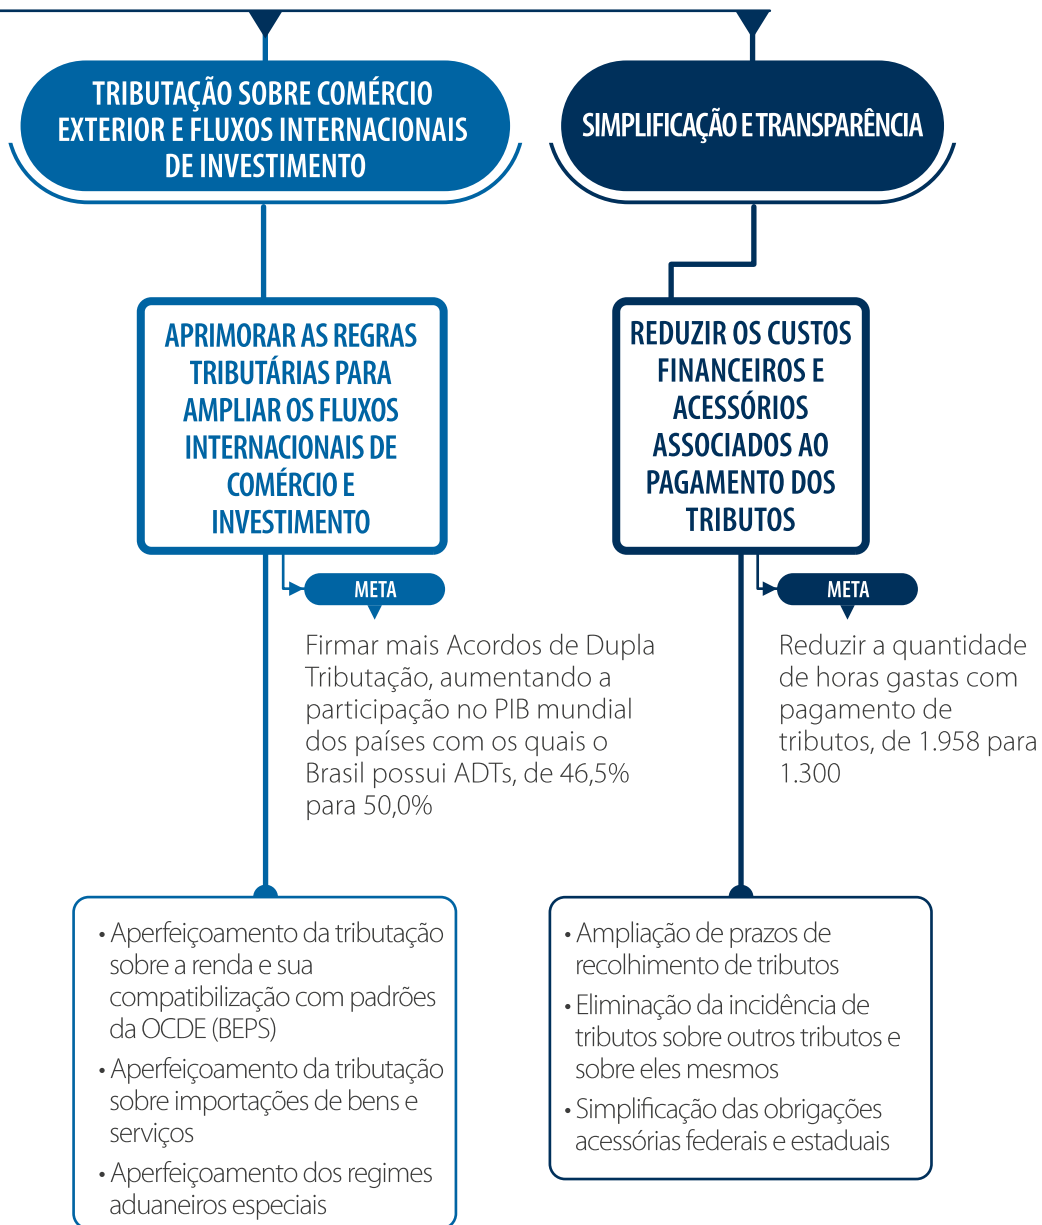 TRIBUTAÇÃO SOBRE COMÉRCIO
EXTERIOR E FLUXOS INTERNACIONAIS
DE INVESTIMENTO
APRIMORAR AS REGRAS
TRIBUTÁRIAS PARA
AMPLIAR OS FLUXOS
INTERNACIONAIS DE
COMÉRCIO E
INVESTIMENTO
META
Firmar mais Acordos de Dupla
Tributação, aumentando a
participação no PIB mundial
dos países com os quais o
Brasil possui ADTs, de 46,5%
para 50,0%
• Aperfeiçoamento da tributação
sobre a renda e sua
compatibilização com padrões
da OCDE (BEPS)
• Aperfeiçoamento da tributação
sobre importações de bens e
serviços
• Aperfeiçoamento dos regimes
aduaneiros especiais
SIMPLIFICAÇÃO E TRANSPARÊNCIA
REDUZIR OS CUSTOS
FINANCEIROS E
ACESSÓRIOS
ASSOCIADOS AO
PAGAMENTO DOS
TRIBUTOS
META
Reduzir a quantidade
de horas gastas com
pagamento de
tributos, de 1.958 para
1.300
• Ampliação de prazos de
recolhimento de tributos
• Eliminação da incidência de
tributos sobre outros tributos e
sobre eles mesmos
• Simplificação das obrigações
acessórias federais e estaduais